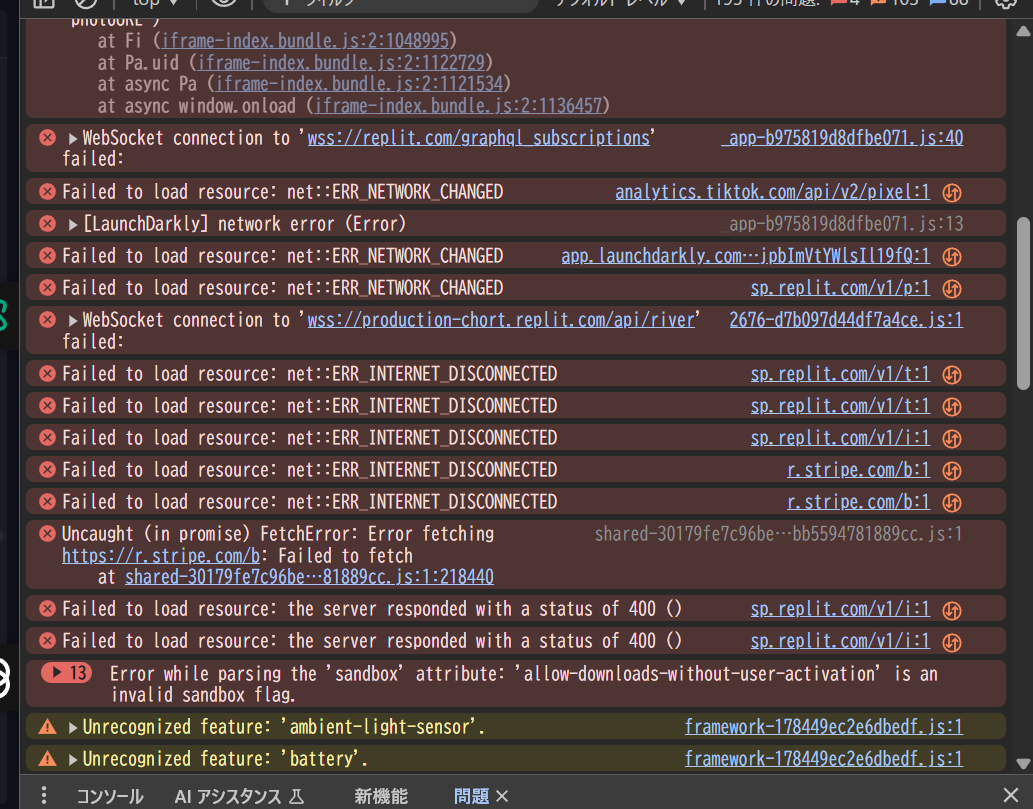 top
フィルタ
デフォルト レベル
件の問題:
at Fi (iframe-index.bundle.js:2:1048995)
at Pa.uid (iframe-index.bundle.js:2:1122729)
at async Pa (iframe-index.bundle.js:2:1121534)
at async window.onload (iframe-index.bundle.js:2:1136457)
WebSocket connection to 'wss://replit.com/graphql_subscriptions' _app-b975819d8dfbe071.js:40
failed:
Failed to load resource: net::ERR_NETWORK_CHANGED analytics.tiktok.com/api/v2/pixel:1
[LaunchDarkly] network error (Error) _app-b975819d8dfbe071.js:13
Failed to load resource: net::ERR_NETWORK_CHANGED app.launchdarkly.com…jpbImVtYWlsIl19fQ:1
Failed to load resource: net::ERR_NETWORK_CHANGED sp.replit.com/v1/p:1
WebSocket connection to 'wss://production-chort.replit.com/api/river' 2676-d7b097d44df7a4ce.js:1
failed:
Failed to load resource: net::ERR_INTERNET_DISCONNECTED sp.replit.com/v1/t:1
Failed to load resource: net::ERR_INTERNET_DISCONNECTED sp.replit.com/v1/t:1
Failed to load resource: net::ERR_INTERNET_DISCONNECTED sp.replit.com/v1/i:1
Failed to load resource: net::ERR_INTERNET_DISCONNECTED r.stripe.com/b:1
Failed to load resource: net::ERR_INTERNET_DISCONNECTED r.stripe.com/b:1
Uncaught (in promise) FetchError: Error fetching shared-30179fe7c96be…bb5594781889cc.js:1
https://r.stripe.com/b: Failed to fetch
at shared-30179fe7c96be…81889cc.js:1:218440
Failed to load resource: the server responded with a status of 400 () sp.replit.com/v1/i:1
Failed to load resource: the server responded with a status of 400 () sp.replit.com/v1/i:1
13 Error while parsing the 'sandbox' attribute: 'allow-downloads-without-user-activation' is an
invalid sandbox flag.
Unrecognized feature: 'ambient-light-sensor'. framework-178449ec2e6dbedf.js:1
Unrecognized feature: 'battery'. framework-178449ec2e6dbedf.js:1
コンソール AI アシスタンス 新機能 問題